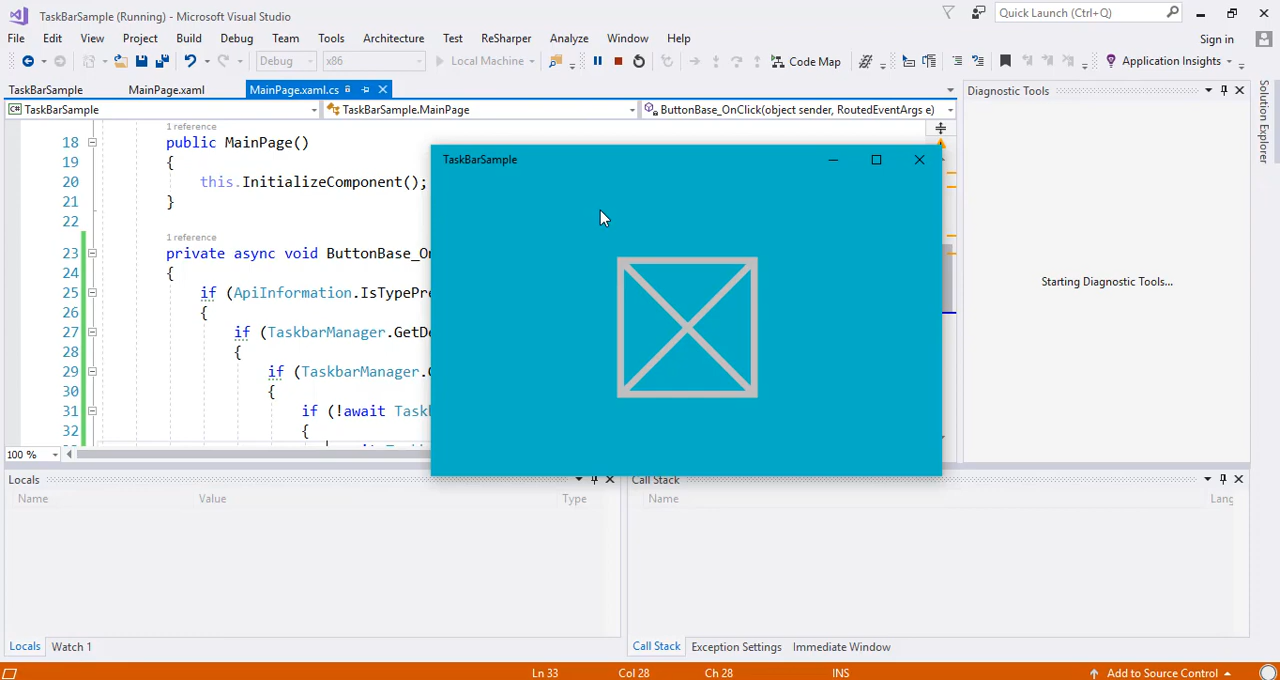 TaskBarSample (Running) - Microsoft Visual Studio
Quick Launch (Ctrl+Q)
File Edit View Project Build Debug Team Tools Architecture Test ReSharper Analyze Window Help
Sign in
Debug x86 Local Machine Code Map Application Insights
TaskBarSample MainPage.xaml MainPage.xaml.cs
TaskBarSample TaskBarSample.MainPage ButtonBase_OnClick(object sender, RoutedEventArgs e)
Diagnostic Tools
Solution Explorer
1 reference
18 public MainPage()
19 {
20 this.InitializeComponent();
21 }
22
1 reference
23 private async void ButtonBase_On
24 {
25 if (ApiInformation.IsTypePre
26 {
27 if (TaskbarManager.GetDe
28 {
29 if (TaskbarManager.
30 {
31 if (!await Task
32 {
TaskBarSample
Starting Diagnostic Tools...
100 %
Locals
Name Value Type
Call Stack
Name Lang
Locals Watch 1
Call Stack Exception Settings Immediate Window
Ln 33 Col 28 Ch 28 INS Add to Source Control